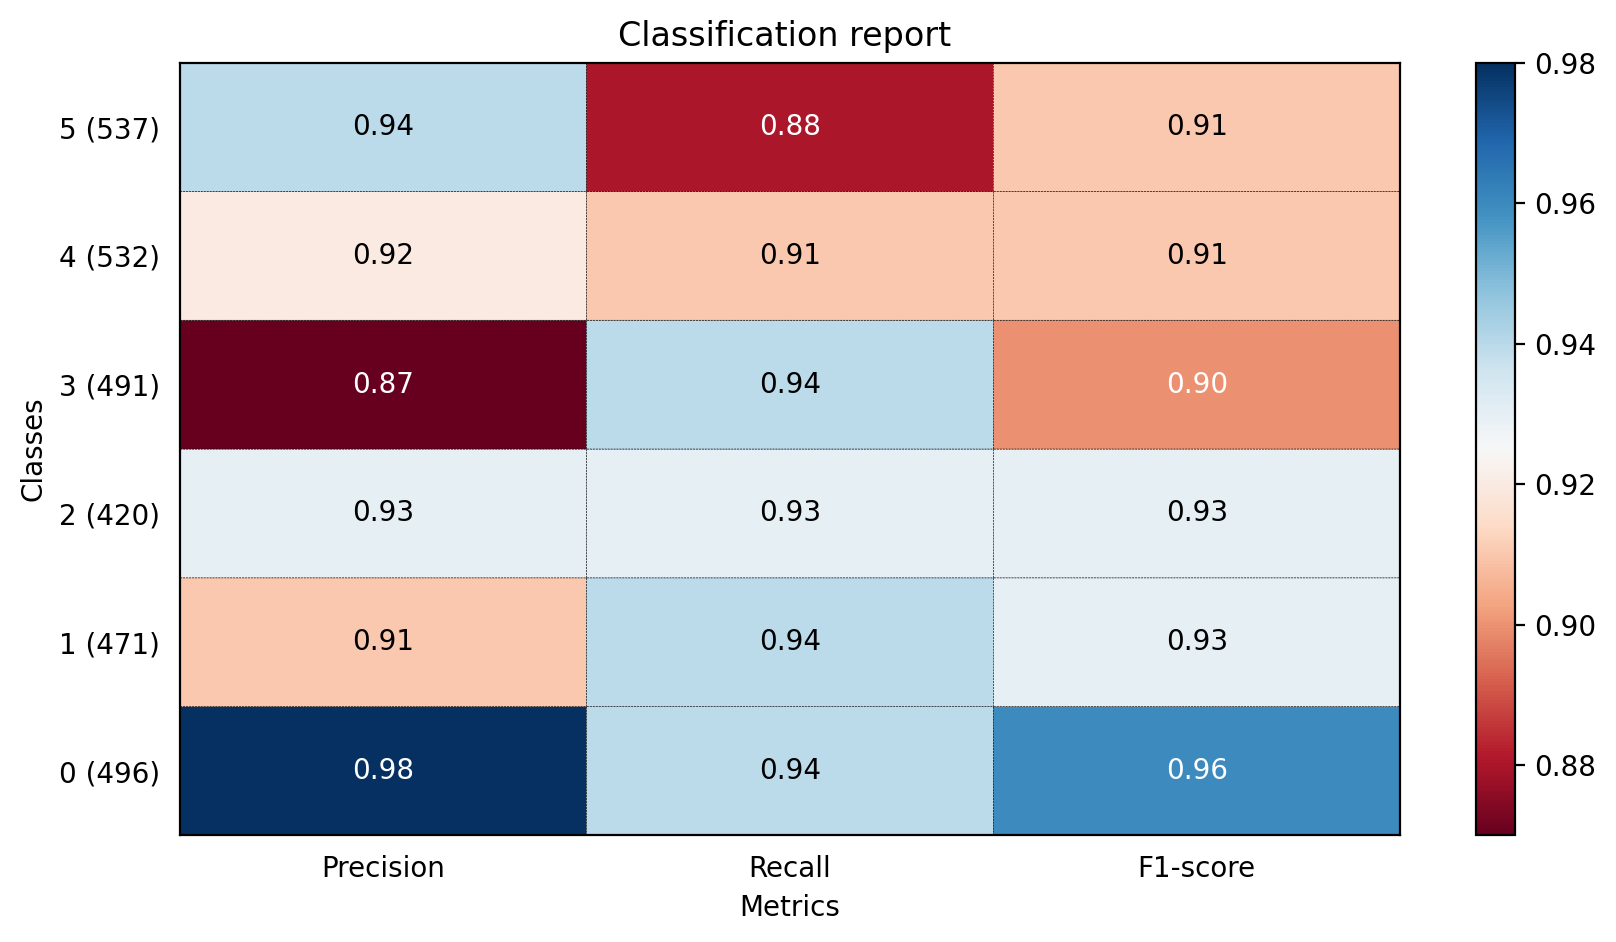 Classification report
5 (537) 0.94 0.88 0.91
4 (532) 0.92 0.91 0.91
3 (491) 0.87 0.94 0.90
2 (420) 0.93 0.93 0.93
1 (471) 0.91 0.94 0.93
0 (496) 0.98 0.94 0.96
Precision Recall F1-score
Metrics
Classes
0.98
0.96
0.94
0.92
0.90
0.88